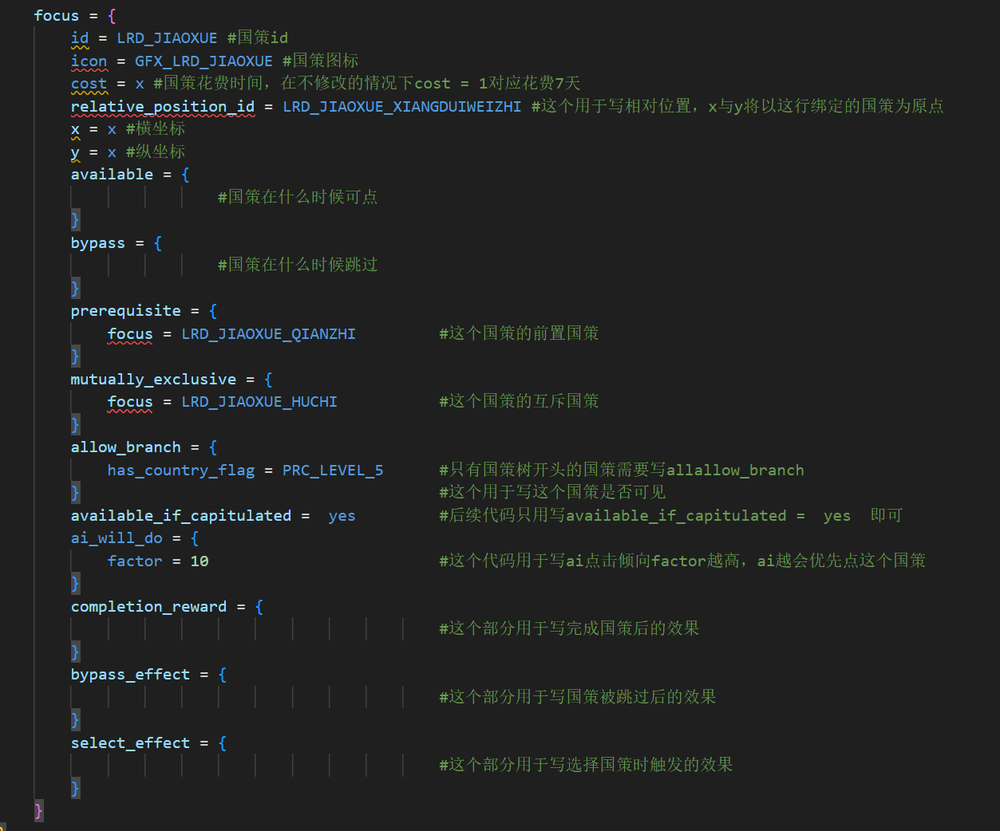 focus = {
id = LRD_JIAOXUE #国策id
icon = GFX_LRD_JIAOXUE #国策图标
cost = x #国策花费时间，在不修改的情况下cost = 1对应花费7天
relative_position_id = LRD_JIAOXUE_XIANGDUIWEIZHI #这个用于写相对位置，x与y将以这行绑定的国策为原点
x = x #横坐标
y = x #纵坐标
available = {
#国策在什么时候可点
}
bypass = {
#国策在什么时候跳过
}
prerequisite = {
focus = LRD_JIAOXUE_QIANZHI #这个国策的前置国策
}
mutually_exclusive = {
focus = LRD_JIAOXUE_HUCHI #这个国策的互斥国策
}
allow_branch = {
has_country_flag = PRC_LEVEL_5 #只有国策树开头的国策需要写allallow_branch
} #这个用于写这个国策是否可见
available_if_capitulated = yes #后续代码只用写available_if_capitulated = yes 即可
ai_will_do = {
factor = 10 #这个代码用于写ai点击倾向factor越高，ai越会优先点这个国策
}
completion_reward = {
#这个部分用于写完成国策后的效果
}
bypass_effect = {
#这个部分用于写国策被跳过后的效果
}
select_effect = {
#这个部分用于写选择国策时触发的效果
}
}